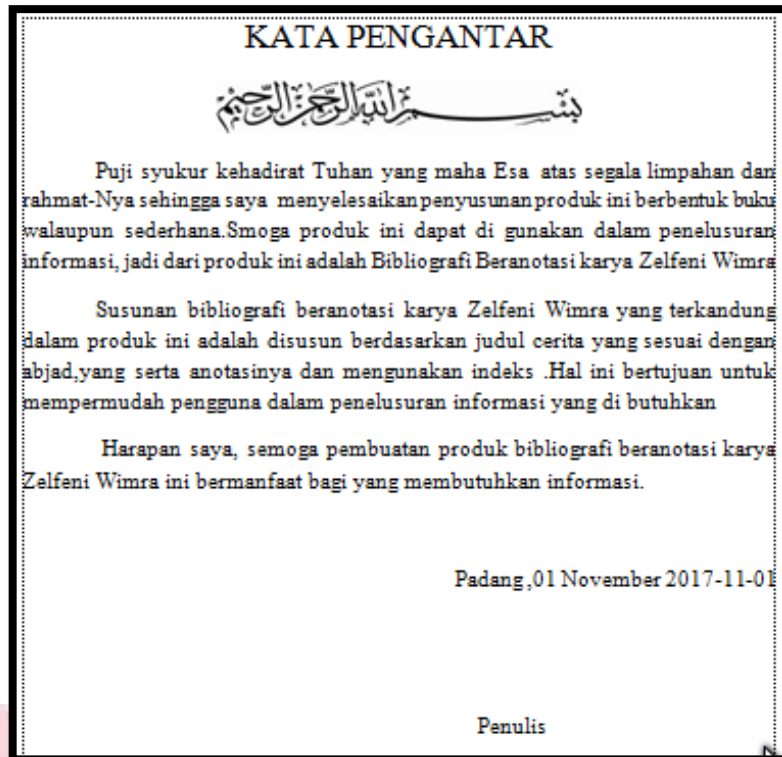 KATA PENGANTAR
بِسْمِ اللَّهِ الرَّحْمَٰنِ الرَّحِيمِ
Puji syukur kehadirat Tuhan yang maha Esa atas segala limpahan dan
rahmat-Nya sehingga saya menyelesaikan penyusunan produk ini berbentuk buku
walaupun sederhana.Smoga produk ini dapat di gunakan dalam penelusuran
informasi, jadi dari produk ini adalah Bibliografi Beranotasi karya Zelfeni Wimra
Susunan bibliografi beranotasi karya Zelfeni Wimra yang terkandung
dalam produk ini adalah disusun berdasarkan judul cerita yang sesuai dengan
abjad,yang serta anotasinya dan mengunakan indeks .Hal ini bertujuan untuk
mempermudah pengguna dalam penelusuran informasi yang di butuhkan
Harapan saya, semoga pembuatan produk bibliografi beranotasi karya
Zelfeni Wimra ini bermanfaat bagi yang membutuhkan informasi.
Padang ,01 November 2017-11-01
Penulis